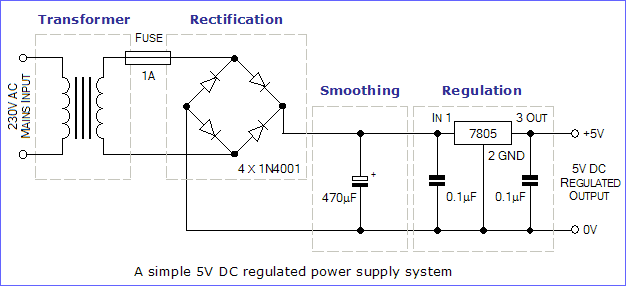 Transformer
Rectification
FUSE
1A
230V AC
MAINS INPUT
4 X 1N4001
Smoothing
+
470µF
Regulation
IN 1
7805
3 OUT
2 GND
0.1µF
0.1µF
+5V
5V DC
REGULATED
OUTPUT
0V
A simple 5V DC regulated power supply system